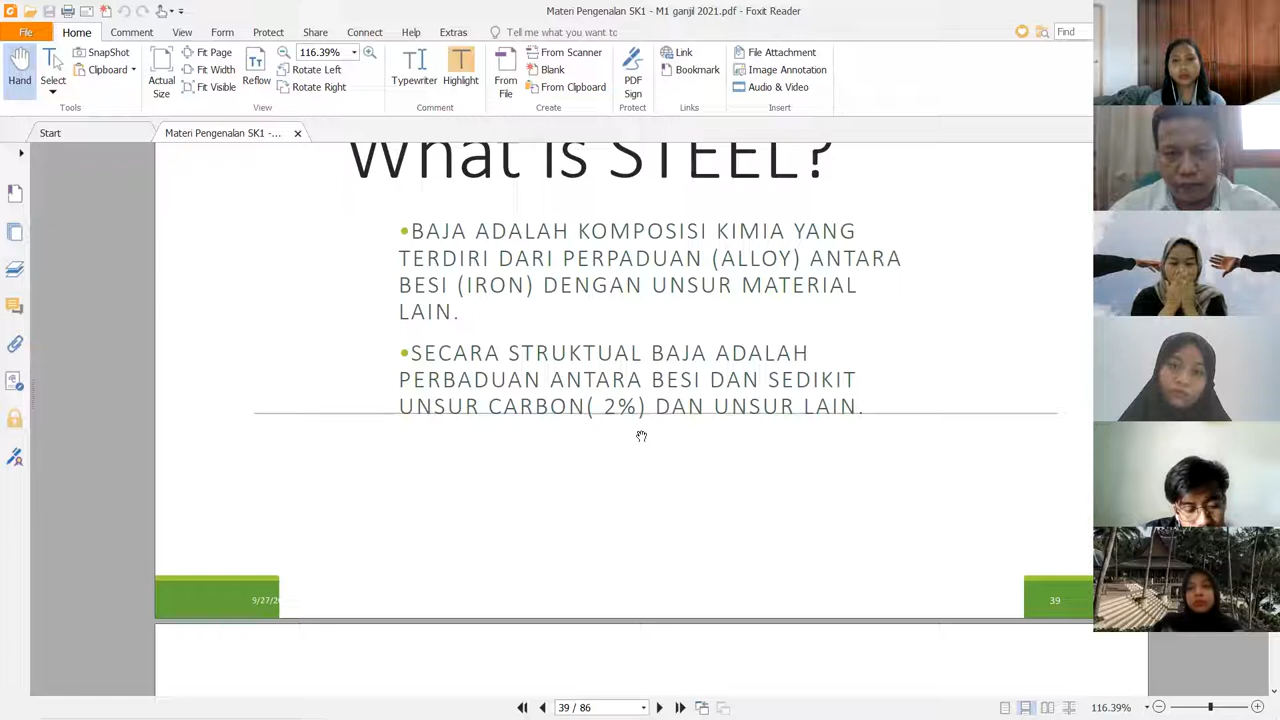 Materi Pengenalan SK1 - M1 ganjil 2021.pdf - Foxit Reader
File Home Comment View Form Protect Share Connect Help Extras Tell me what you want to Find
Hand
Select
SnapShot
Clipboard
Tools
Actual Size
Fit Page
Fit Width
Fit Visible
Reflow
116.39%
Rotate Left
Rotate Right
View
Typewriter
Highlight
Comment
From File
From Scanner
Blank
From Clipboard
Create
PDF Sign
Protect
Link
Bookmark
Links
File Attachment
Image Annotation
Audio & Video
Insert
Start
Materi Pengenalan SK1 -...
What is STEEL?
•BAJA ADALAH KOMPOSISI KIMIA YANG
TERDIRI DARI PERPADUAN (ALLOY) ANTARA
BESI (IRON) DENGAN UNSUR MATERIAL
LAIN.
•SECARA STRUKTUAL BAJA ADALAH
PERBADUAN ANTARA BESI DAN SEDIKIT
UNSUR CARBON( 2%) DAN UNSUR LAIN.
9/27/20
39
39 / 86
116.39%